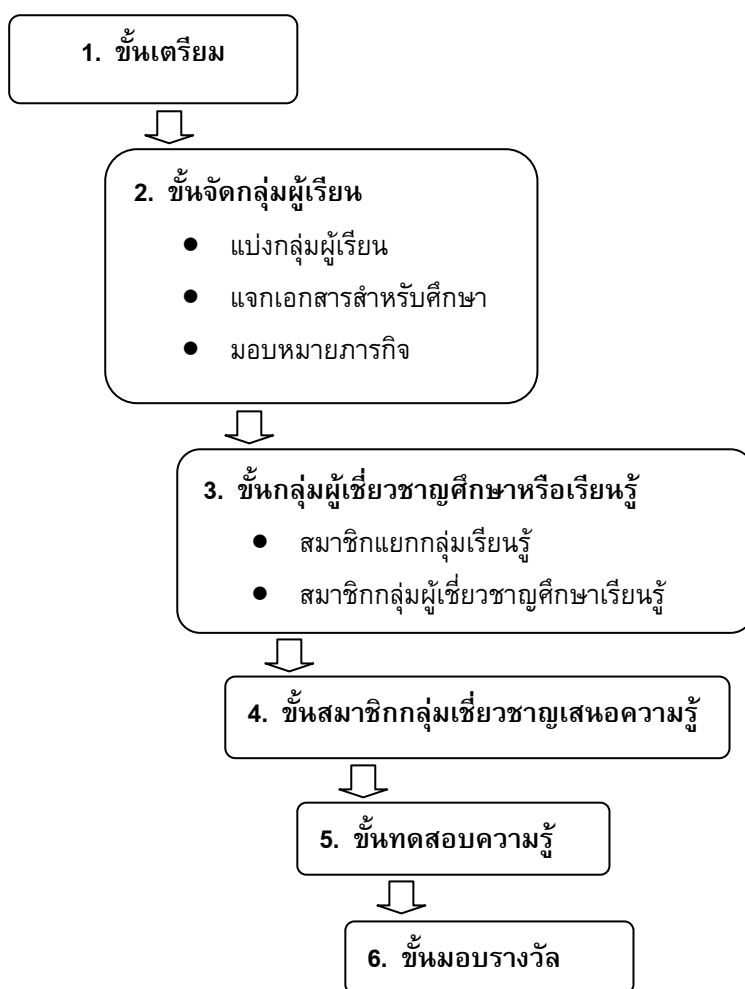 1. ขั้นเตรียม
2. ขั้นจัดกลุ่มผู้เรียน
● แบ่งกลุ่มผู้เรียน
● แจกเอกสารสำหรับศึกษา
● มอบหมายภารกิจ
3. ขั้นกลุ่มผู้เชี่ยวชาญศึกษาหรือเรียนรู้
● สมาชิกแยกกลุ่มเรียนรู้
● สมาชิกกลุ่มผู้เชี่ยวชาญศึกษาเรียนรู้
4. ขั้นสมาชิกกลุ่มเชี่ยวชาญเสนอความรู้
5. ขั้นทดสอบความรู้
6. ขั้นมอบรางวัล